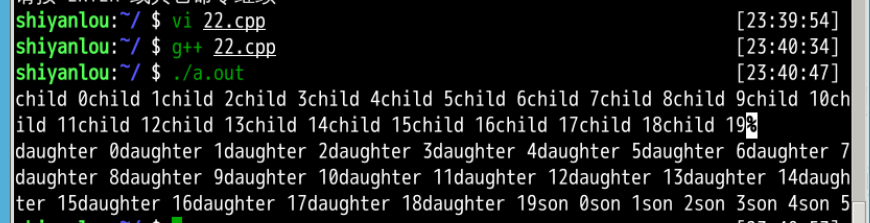 shiyanlou:~/ $ vi 22.cpp [23:39:54]
shiyanlou:~/ $ g++ 22.cpp [23:40:34]
shiyanlou:~/ $ ./a.out [23:40:47]
child 0child 1child 2child 3child 4child 5child 6child 7child 8child 9child 10ch
ild 11child 12child 13child 14child 15child 16child 17child 18child 19%
daughter 0daughter 1daughter 2daughter 3daughter 4daughter 5daughter 6daughter 7
daughter 8daughter 9daughter 10daughter 11daughter 12daughter 13daughter 14daugh
ter 15daughter 16daughter 17daughter 18daughter 19son 0son 1son 2son 3son 4son 5